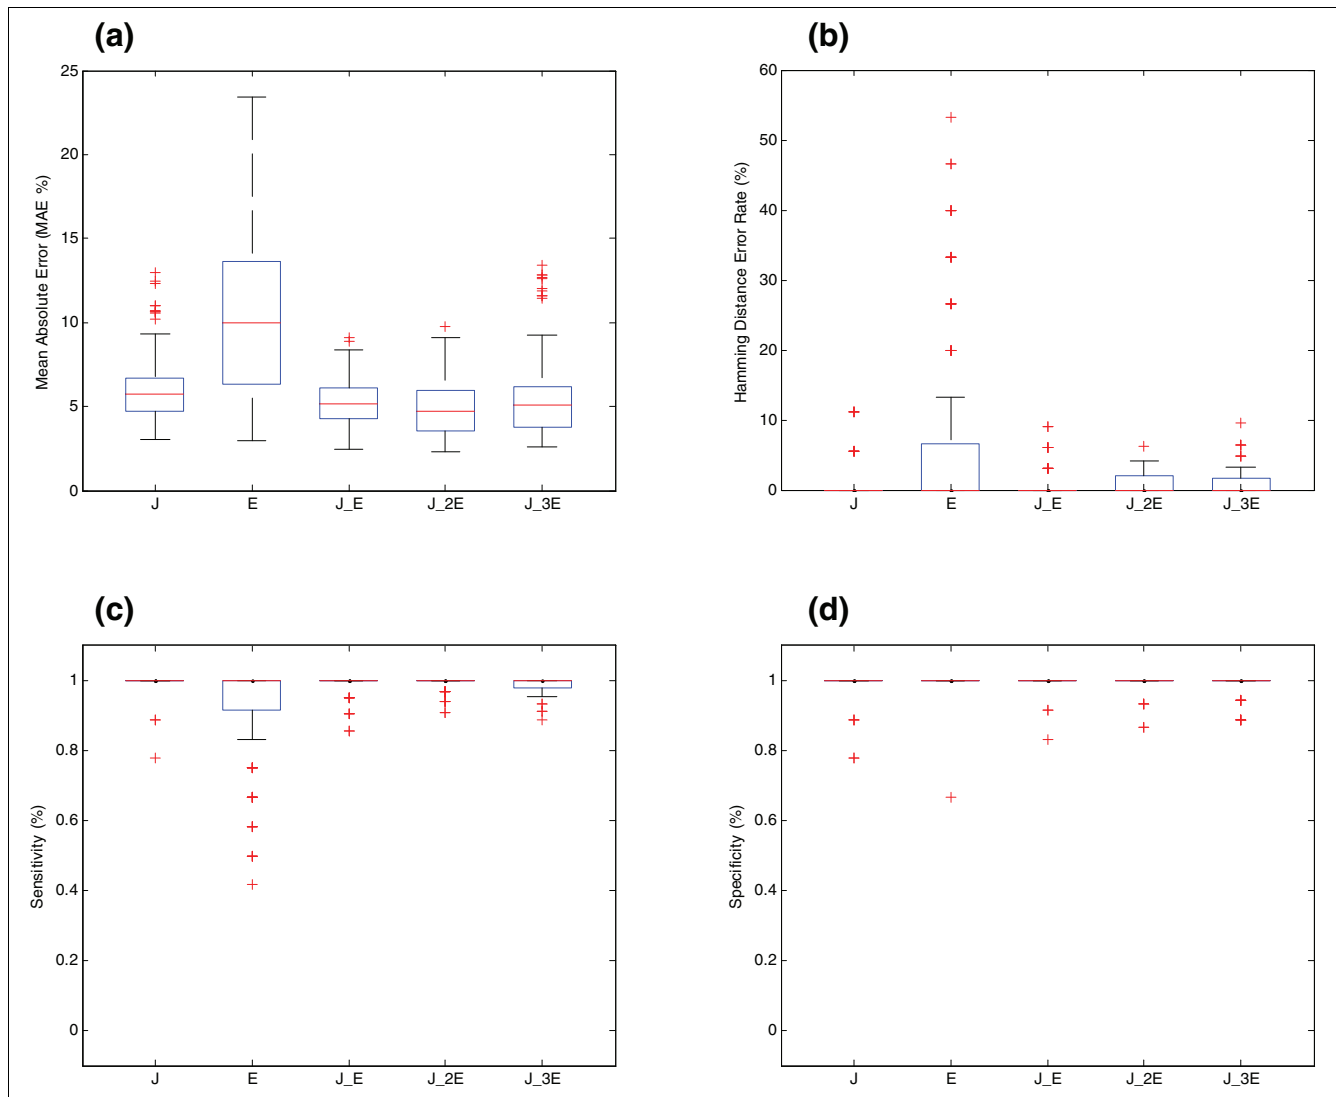 (a)
Mean Absolute Error (MAE %)
25
20
15
10
5
0
J E J_E J_2E J_3E
(b)
Hamming Distance Error Rate (%)
60
50
40
30
20
10
0
J E J_E J_2E J_3E
(c)
Sensitivity (%)
1
0.8
0.6
0.4
0.2
0
J E J_E J_2E J_3E
(d)
Specificity (%)
1
0.8
0.6
0.4
0.2
0
J E J_E J_2E J_3E